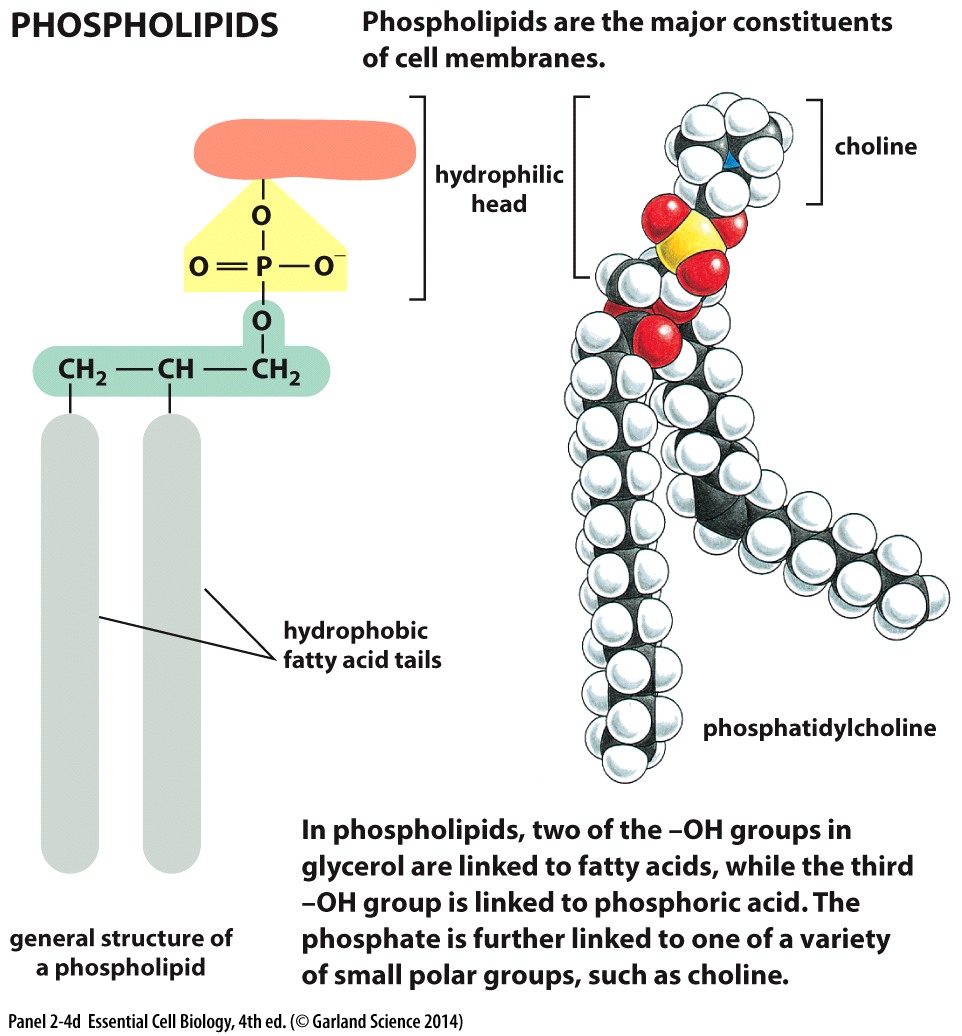 PHOSPHOLIPIDS
Phospholipids are the major constituents
of cell membranes.
choline
hydrophilic
head
O
O=P—O⁻
O
CH₂—CH—CH₂
hydrophobic
fatty acid tails
phosphatidylcholine
In phospholipids, two of the –OH groups in
glycerol are linked to fatty acids, while the third
–OH group is linked to phosphoric acid. The
phosphate is further linked to one of a variety
of small polar groups, such as choline.
general structure of
a phospholipid
Panel 2-4d Essential Cell Biology, 4th ed. (© Garland Science 2014)